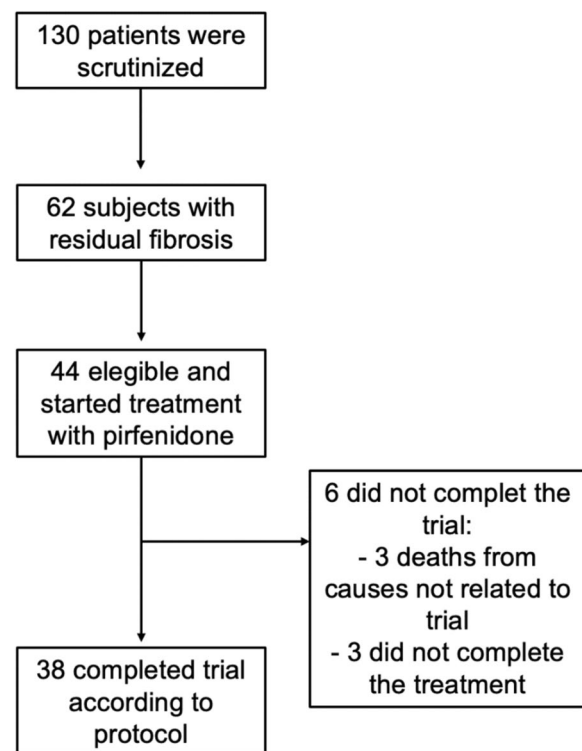 130 patients were
scrutinized
62 subjects with
residual fibrosis
44 elegible and
started treatment
with pirfenidone
6 did not complet the
trial:
- 3 deaths from
causes not related to
trial
- 3 did not complete
the treatment
38 completed trial
according to
protocol